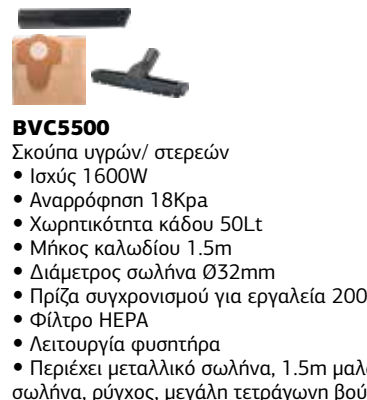 BVC5500
Σκούπα υγρών/ στερεών
• Ισχύς 1600W
• Αναρρόφηση 18Kpa
• Χωρητικότητα κάδου 50Lt
• Μήκος καλωδίου 1.5m
• Διάμετρος σωλήνα Ø32mm
• Πρίζα συγχρονισμού για εργαλεία 200
• Φίλτρο HEPA
• Λειτουργία φυσητήρα
• Περιέχει μεταλλικό σωλήνα, 1.5m
σωλήνα, ρύγχος, μεγάλη τετράγωνη